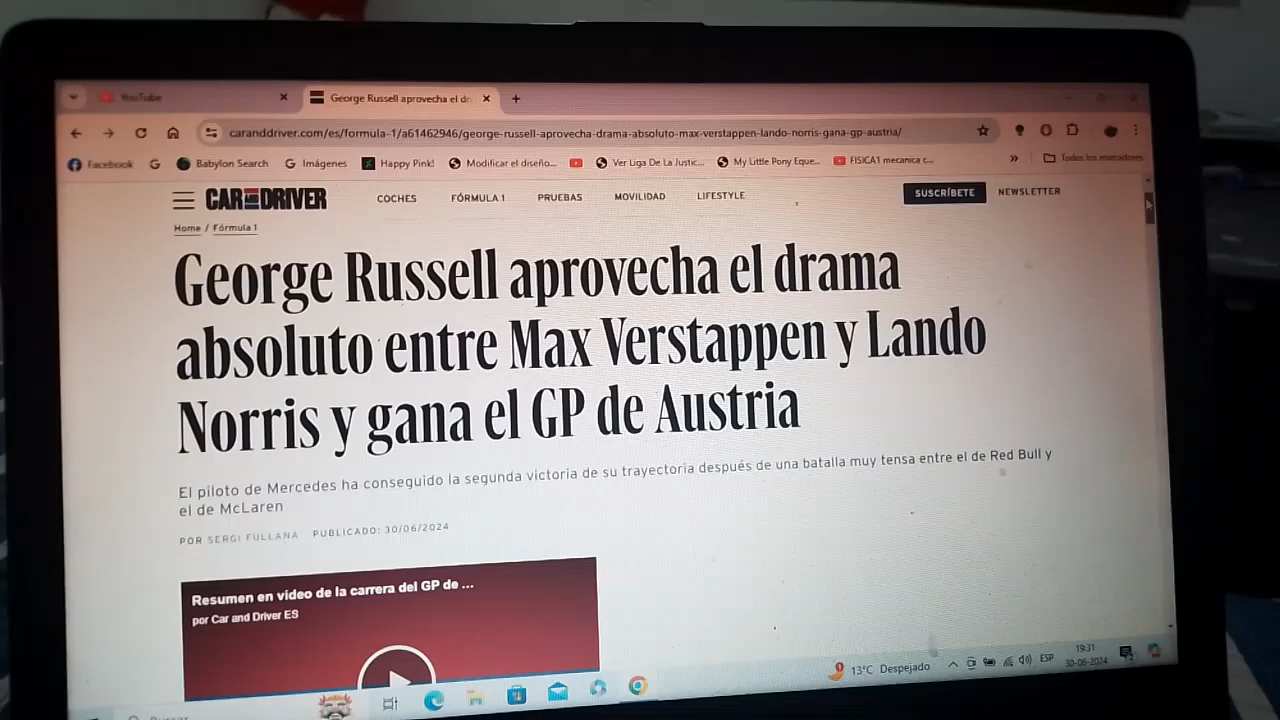 YouTube
George Russell aprovecha el dr
caranddriver.com/es/formula-1/a61462946/george-russell-aprovecha-drama-absoluto-max-verstappen-lando-norris-gana-gp-austria/
Facebook
G
Babylon Search
G Imágenes
Happy Pink!
Modificar el diseño...
Ver Liga De La Justic...
My Little Pony Eque...
FISICA1 mecanica c...
»
Todos los marcadores
CAR AND DRIVER
COCHES
FÓRMULA 1
PRUEBAS
MOVILIDAD
LIFESTYLE
SUSCRÍBETE
NEWSLETTER
Home / Fórmula 1
George Russell aprovecha el drama
absoluto entre Max Verstappen y Lando
Norris y gana el GP de Austria
El piloto de Mercedes ha conseguido la segunda victoria de su trayectoria después de una batalla muy tensa entre el de Red Bull y
el de McLaren
POR SERGI FULLANA PUBLICADO: 30/06/2024
Resumen en vídeo de la carrera del GP de ...
por Car and Driver ES
13°C Despejado
ESP
19:31
30-06-2024
Buscar